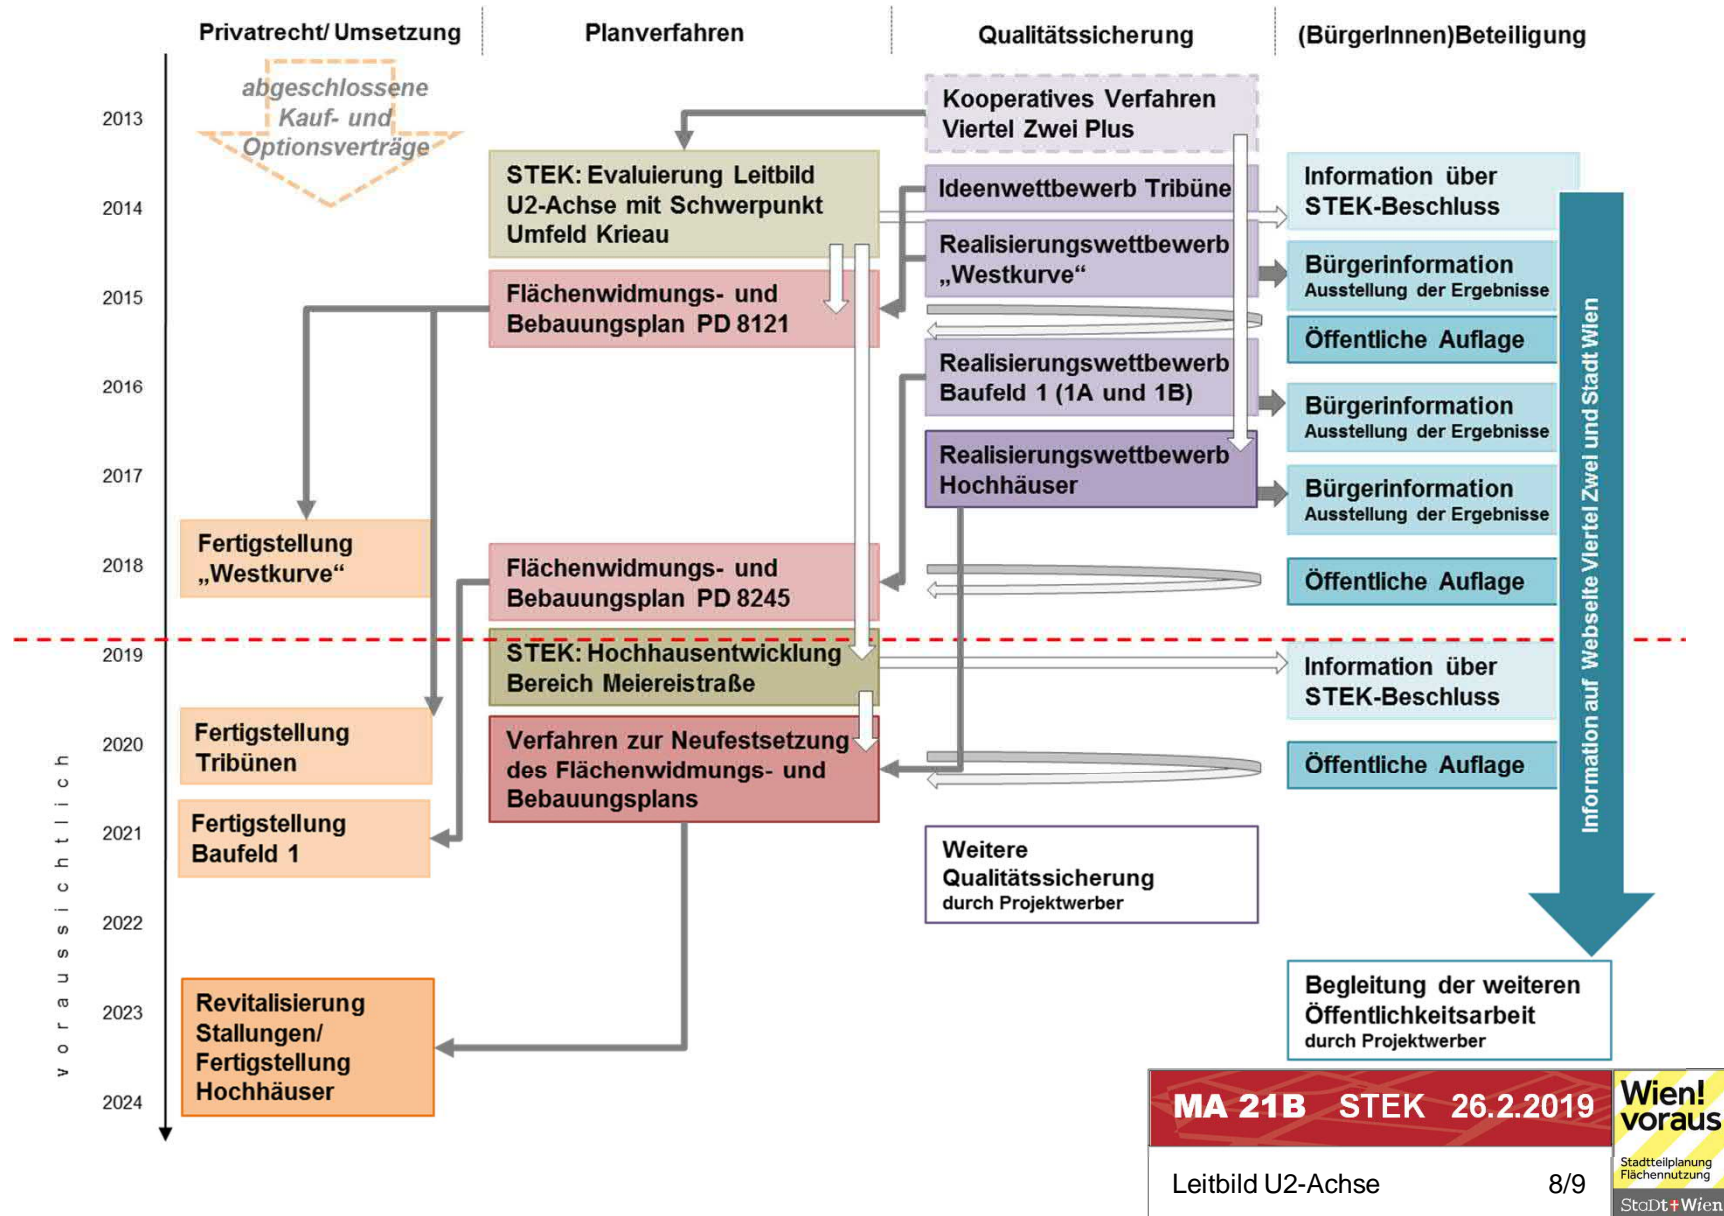 Privatrecht/ Umsetzung
Planverfahren
Qualitätssicherung
(BürgerInnen)Beteiligung
abgeschlossene
Kauf- und
Optionsverträge
2013
2014
2015
2016
2017
2018
2019
2020
2021
2022
2023
2024
voraussichtlich
Fertigstellung
„Westkurve“
Fertigstellung
Tribünen
Fertigstellung
Baufeld 1
Revitalisierung
Stallungen/
Fertigstellung
Hochhäuser
STEK: Evaluierung Leitbild
U2-Achse mit Schwerpunkt
Umfeld Krieau
Flächenwidmungs- und
Bebauungsplan PD 8121
Flächenwidmungs- und
Bebauungsplan PD 8245
STEK: Hochhausentwicklung
Bereich Meiereistraße
Verfahren zur Neufestsetzung
des Flächenwidmungs- und
Bebauungsplans
Kooperatives Verfahren
Viertel Zwei Plus
Ideenwettbewerb Tribüne
Realisierungswettbewerb
„Westkurve“
Realisierungswettbewerb
Baufeld 1 (1A und 1B)
Realisierungswettbewerb
Hochhäuser
Weitere
Qualitätssicherung
durch Projektwerber
Information über
STEK-Beschluss
Bürgerinformation
Ausstellung der Ergebnisse
Öffentliche Auflage
Bürgerinformation
Ausstellung der Ergebnisse
Bürgerinformation
Ausstellung der Ergebnisse
Öffentliche Auflage
Information über
STEK-Beschluss
Öffentliche Auflage
Information auf Webseite Viertel Zwei und Stadt Wien
Begleitung der weiteren
Öffentlichkeitsarbeit
durch Projektwerber
MA 21B STEK 26.2.2019
Leitbild U2-Achse 8/9
Wien!
voraus
Stadtteilplanung
Flächennutzung
StaDt Wien